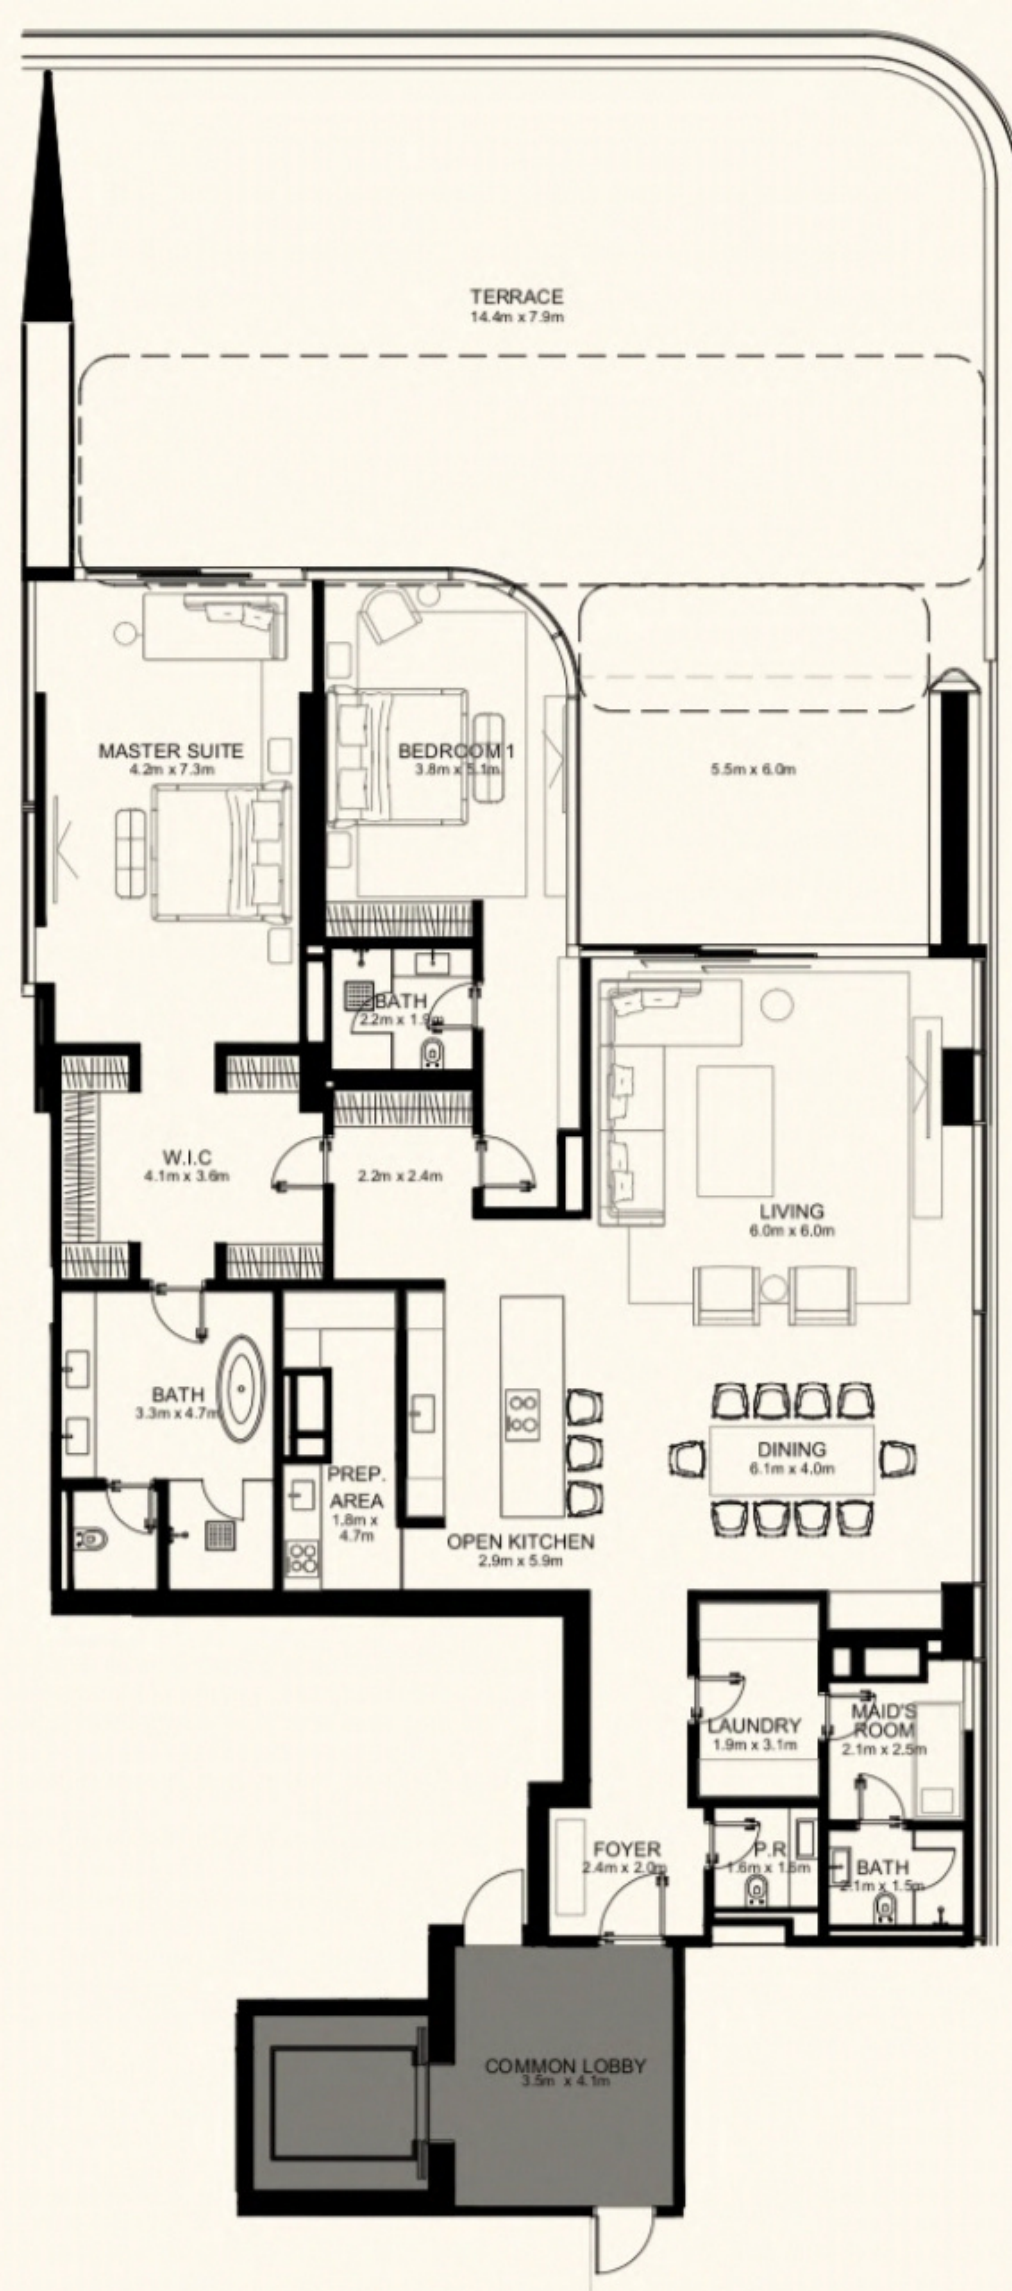 TERRACE
14.4m x 7.9m
MASTER SUITE
4.2m x 7.3m
BEDROOM 1
3.8m x 5.1m
5.5m x 6.0m
BATH
2.2m x 1.9m
W.I.C
4.1m x 3.6m
2.2m x 2.4m
LIVING
6.0m x 6.0m
BATH
3.3m x 4.7m
PREP.
AREA
1.8m x
4.7m
DINING
6.1m x 4.0m
OPEN KITCHEN
2.9m x 5.9m
LAUNDRY
1.9m x 3.1m
MAID'S
ROOM
2.1m x 2.5m
FOYER
2.4m x 2.0m
P.R
1.6m x 1.6m
BATH
2.1m x 1.5m
COMMON LOBBY
3.5m x 4.1m